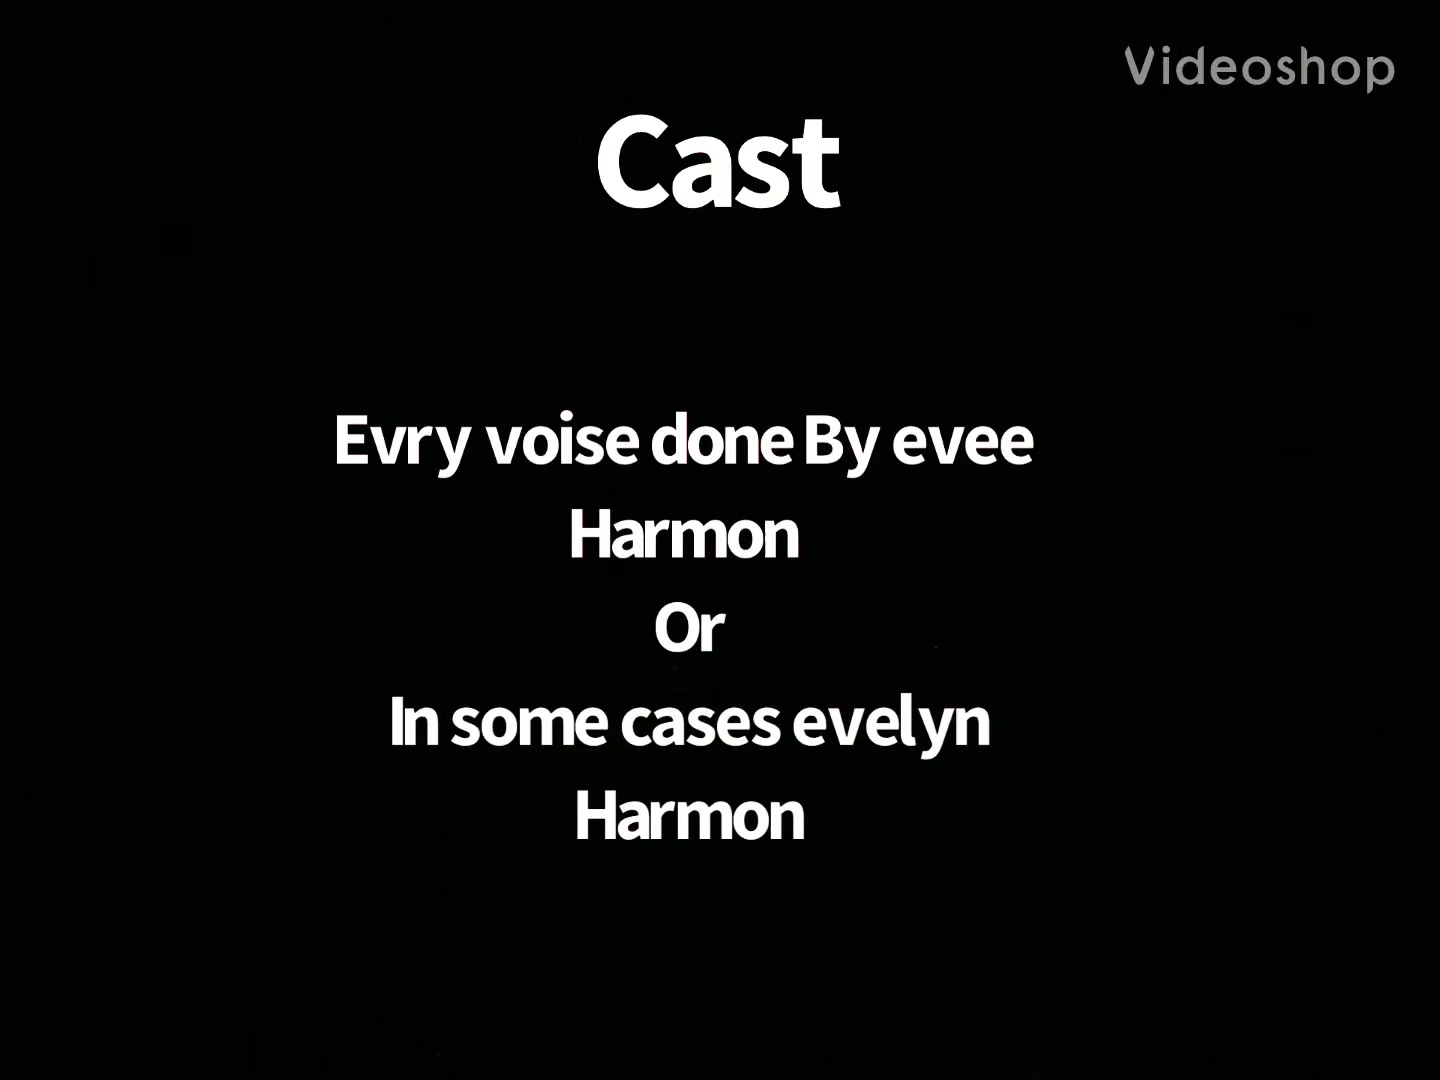 Videoshop
Cast
Evry voise done By evee
Harmon
Or
In some cases evelyn
Harmon